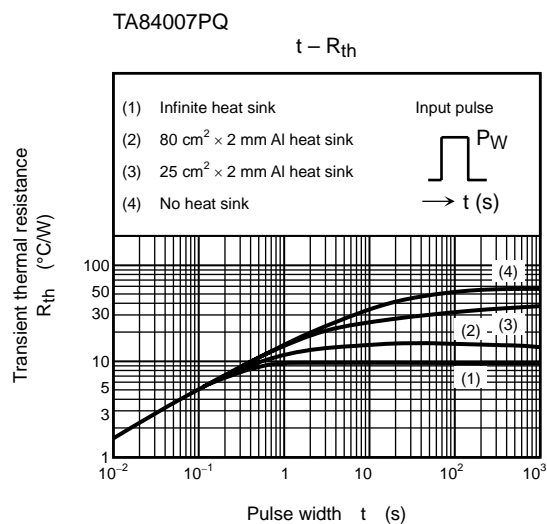 TA84007PQ
t – Rth
(1) Infinite heat sink
(2) 80 cm² × 2 mm Al heat sink
(3) 25 cm² × 2 mm Al heat sink
(4) No heat sink
Input pulse
PW
→ t (s)
Transient thermal resistance
Rth (°C/W)
100
50
30
10
5
3
1
(4)
(2)
(3)
(1)
10⁻²
10⁻¹
1
10
10²
10³
Pulse width t (s)